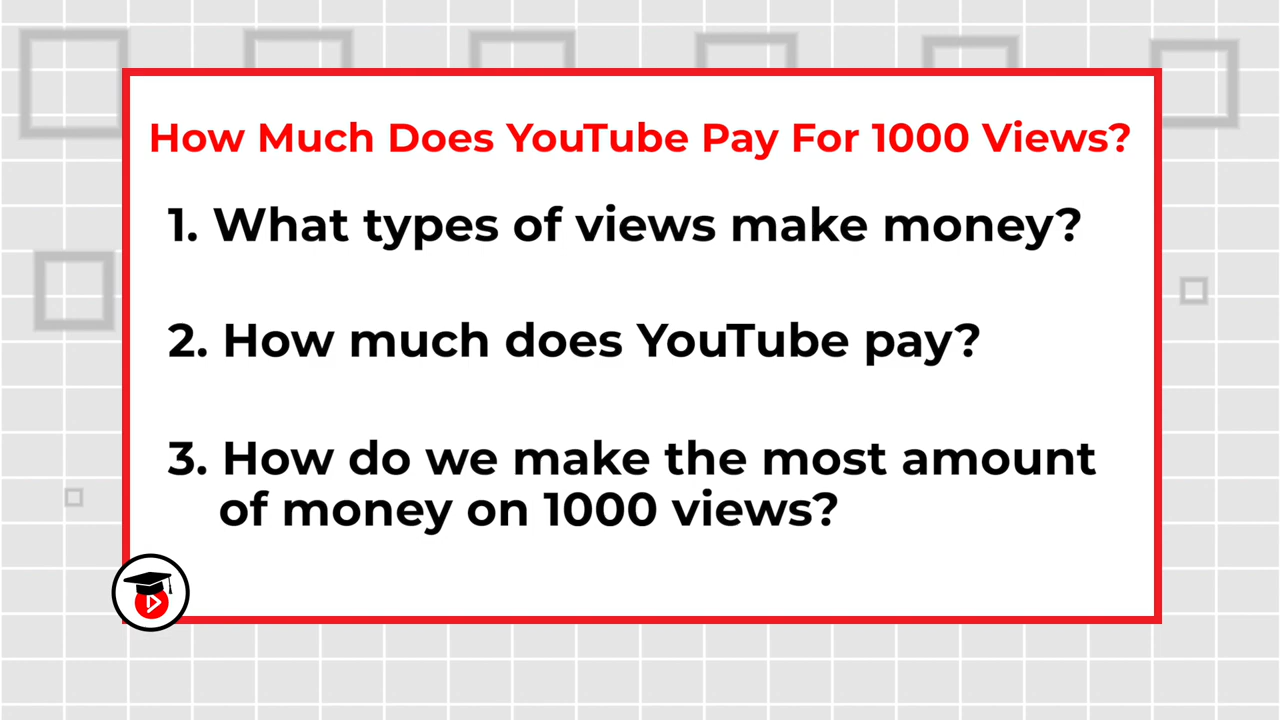 How Much Does YouTube Pay For 1000 Views?
1. What types of views make money?
2. How much does YouTube pay?
3. How do we make the most amount
of money on 1000 views?